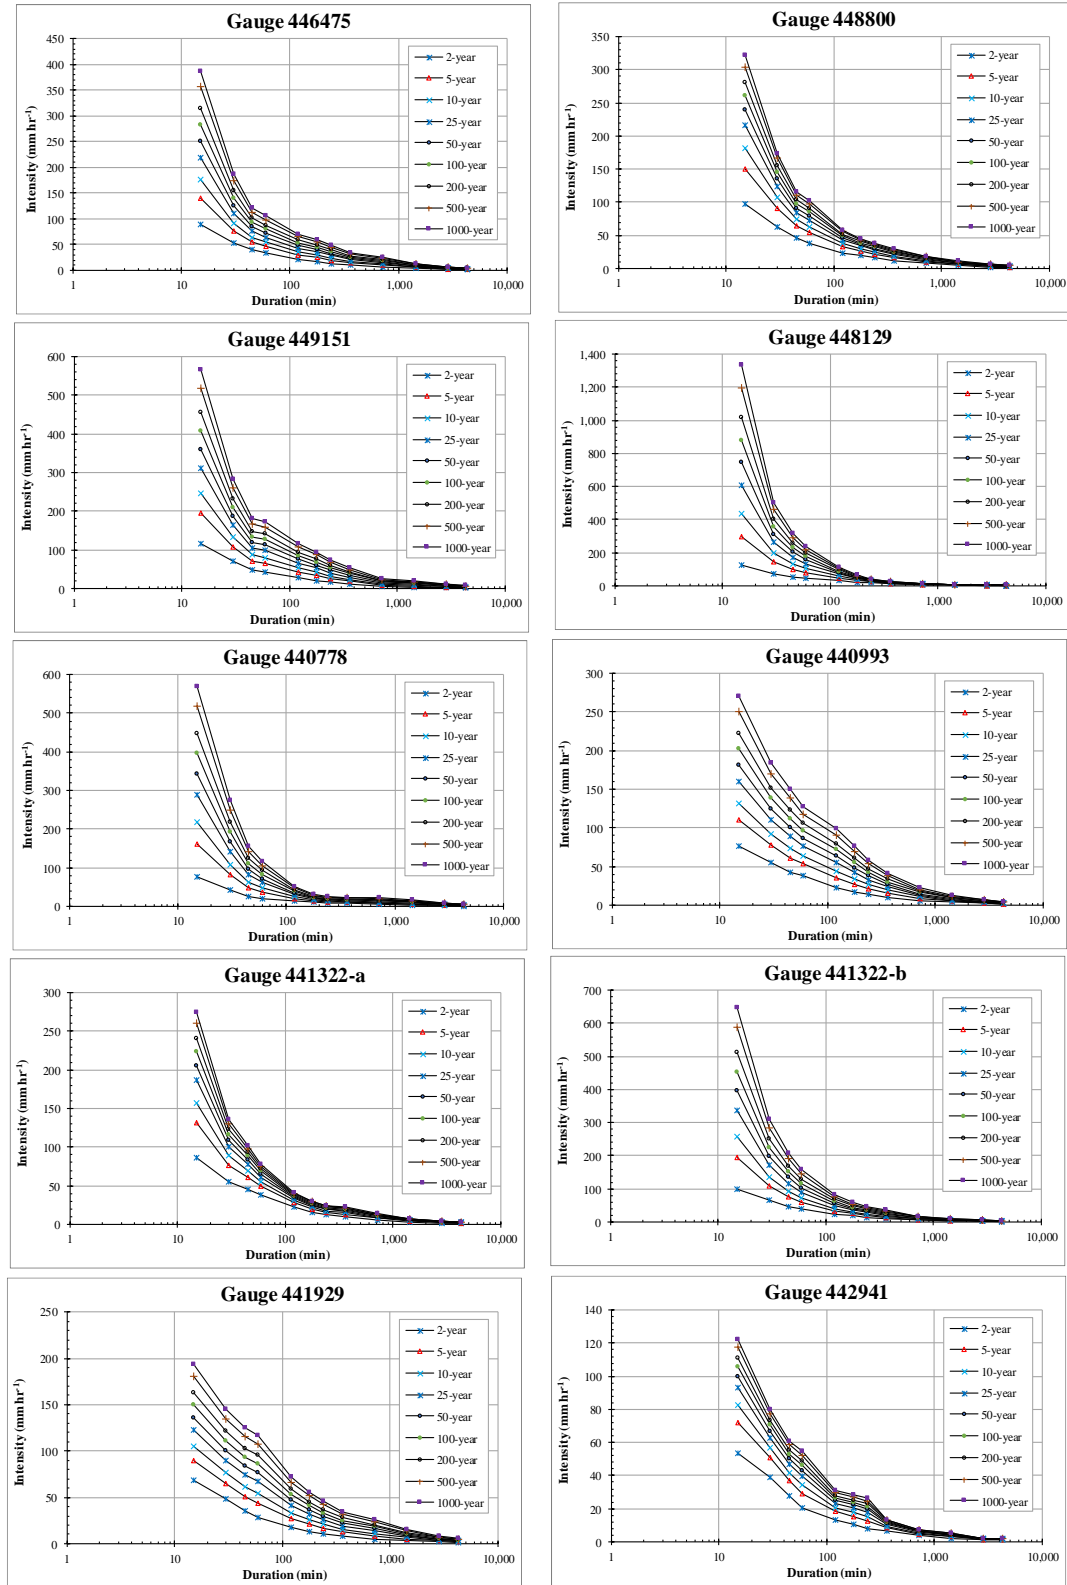 Gauge 446475
450
400
350
300
250
200
150
100
50
0
1
10
100
1,000
10,000
Intensity (mm hr-1)
Duration (min)
2-year
5-year
10-year
25-year
50-year
100-year
200-year
500-year
1000-year
Gauge 448800
350
300
250
200
150
100
50
0
1
10
100
1,000
10,000
Intensity (mm hr-1)
Duration (min)
2-year
5-year
10-year
25-year
50-year
100-year
200-year
500-year
1000-year
Gauge 449151
600
500
400
300
200
100
0
1
10
100
1,000
10,000
Intensity (mm hr-1)
Duration (min)
2-year
5-year
10-year
25-year
50-year
100-year
200-year
500-year
1000-year
Gauge 448129
1,400
1,200
1,000
800
600
400
200
0
1
10
100
1,000
10,000
Intensity (mm hr-1)
Duration (min)
2-year
5-year
10-year
25-year
50-year
100-year
200-year
500-year
1000-year
Gauge 440778
600
500
400
300
200
100
0
1
10
100
1,000
10,000
Intensity (mm hr-1)
Duration (min)
2-year
5-year
10-year
25-year
50-year
100-year
200-year
500-year
1000-year
Gauge 440993
300
250
200
150
100
50
0
1
10
100
1,000
10,000
Intensity (mm hr-1)
Duration (min)
2-year
5-year
10-year
25-year
50-year
100-year
200-year
500-year
1000-year
Gauge 441322-a
300
250
200
150
100
50
0
1
10
100
1,000
10,000
Intensity (mm hr-1)
Duration (min)
2-year
5-year
10-year
25-year
50-year
100-year
200-year
500-year
1000-year
Gauge 441322-b
700
600
500
400
300
200
100
0
1
10
100
1,000
10,000
Intensity (mm hr-1)
Duration (min)
2-year
5-year
10-year
25-year
50-year
100-year
200-year
500-year
1000-year
Gauge 441929
250
200
150
100
50
0
1
10
100
1,000
10,000
Intensity (mm hr-1)
Duration (min)
2-year
5-year
10-year
25-year
50-year
100-year
200-year
500-year
1000-year
Gauge 442941
140
120
100
80
60
40
20
0
1
10
100
1,000
10,000
Intensity (mm hr-1)
Duration (min)
2-year
5-year
10-year
25-year
50-year
100-year
200-year
500-year
1000-year